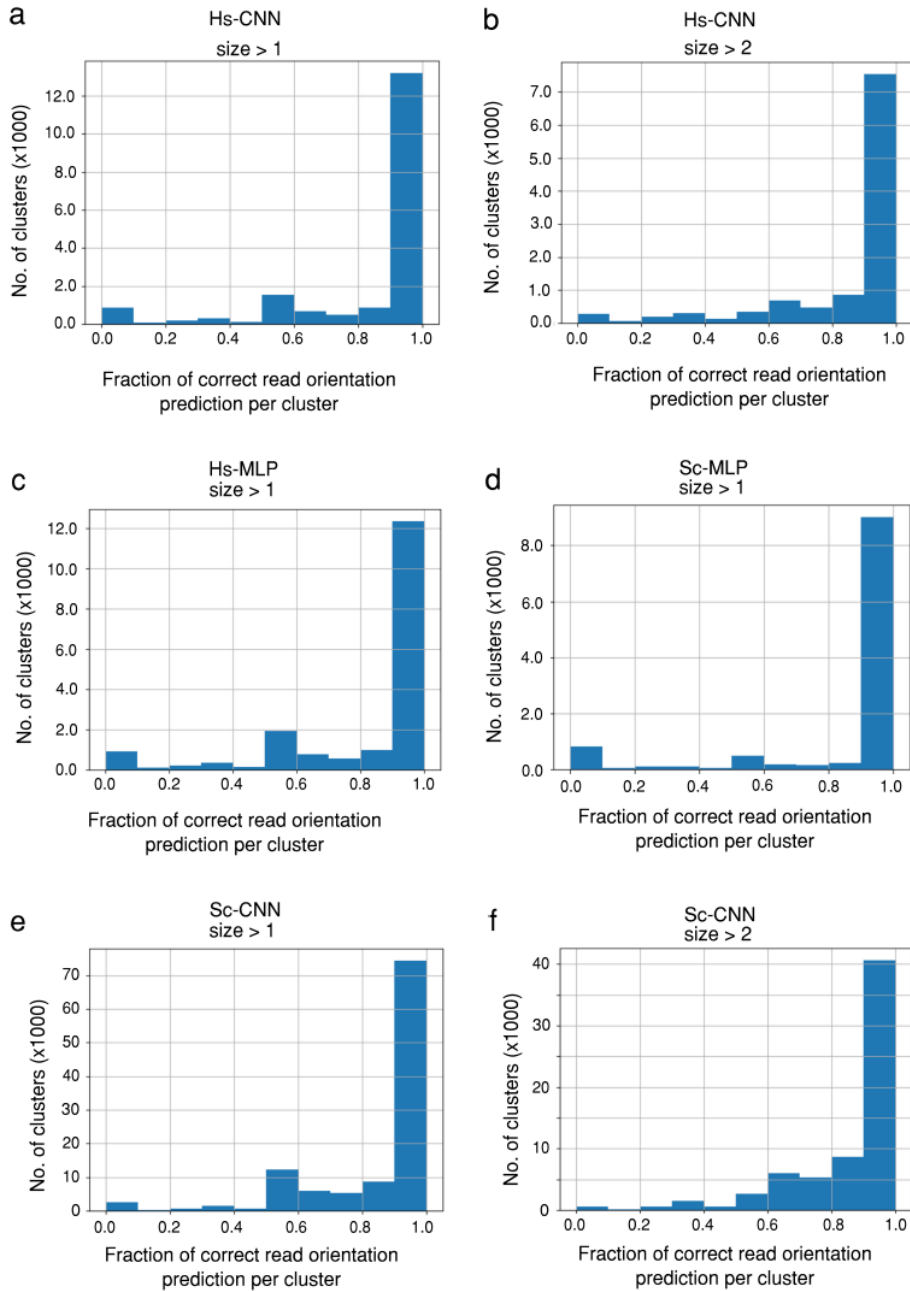 a
Hs-CNN
size > 1
No. of clusters (x1000)
12.0
10.0
8.0
6.0
4.0
2.0
0.0
0.0 0.2 0.4 0.6 0.8 1.0
Fraction of correct read orientation
prediction per cluster
b
Hs-CNN
size > 2
No. of clusters (x1000)
7.0
6.0
5.0
4.0
3.0
2.0
1.0
0.0
0.0 0.2 0.4 0.6 0.8 1.0
Fraction of correct read orientation
prediction per cluster
c
Hs-MLP
size > 1
No. of clusters (x1000)
12.0
10.0
8.0
6.0
4.0
2.0
0.0
0.0 0.2 0.4 0.6 0.8 1.0
Fraction of correct read orientation
prediction per cluster
d
Sc-MLP
size > 1
No. of clusters (x1000)
8.0
6.0
4.0
2.0
0.0
0.0 0.2 0.4 0.6 0.8 1.0
Fraction of correct read orientation
prediction per cluster
e
Sc-CNN
size > 1
No. of clusters (x1000)
70
60
50
40
30
20
10
0
0.0 0.2 0.4 0.6 0.8 1.0
Fraction of correct read orientation
prediction per cluster
f
Sc-CNN
size > 2
No. of clusters (x1000)
40
30
20
10
0
0.0 0.2 0.4 0.6 0.8 1.0
Fraction of correct read orientation
prediction per cluster